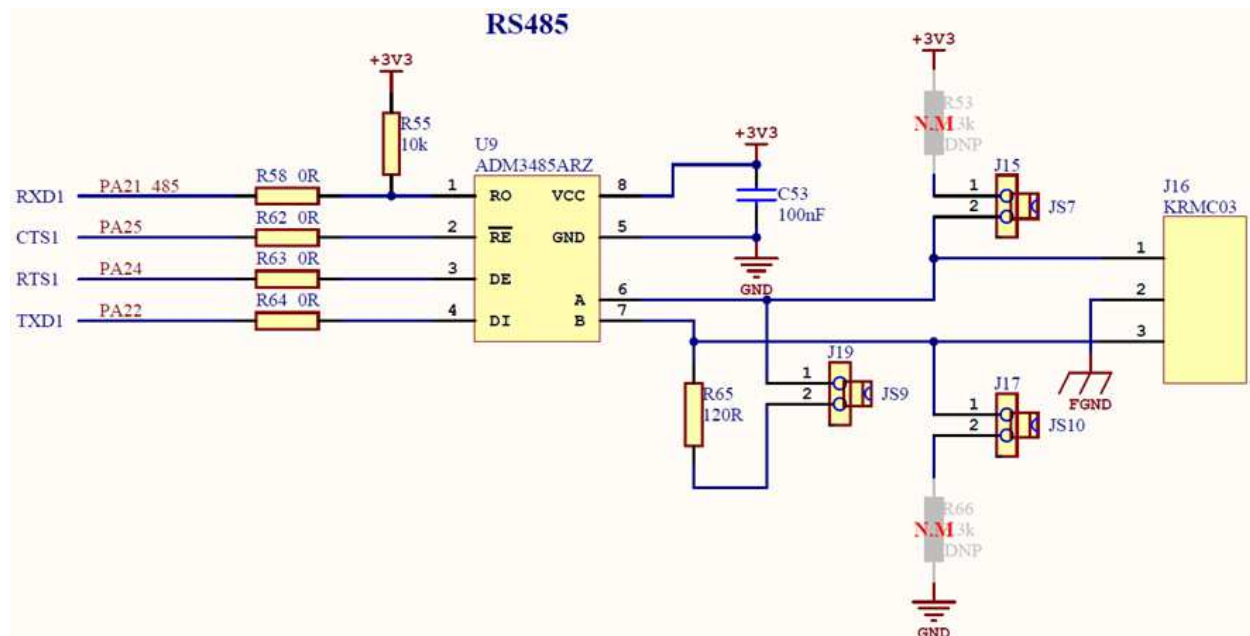 RS485
+3V3
R55
10k
U9
ADM3485ARZ
RXD1 PA21_485 R58 0R 1 RO VCC 8
CTS1 PA25 R62 0R 2 RE GND 5
RTS1 PA24 R63 0R 3 DE A 6
TXD1 PA22 R64 0R 4 DI B 7
+3V3
C53
100nF
GND
+3V3
R53
N.M 3k
DNP
J15
1
2
JS7
J16
KRMC03
1
2
3
FGND
R65
120R
J19
1
2
JS9
J17
1
2
JS10
R66
N.M 3k
DNP
GND